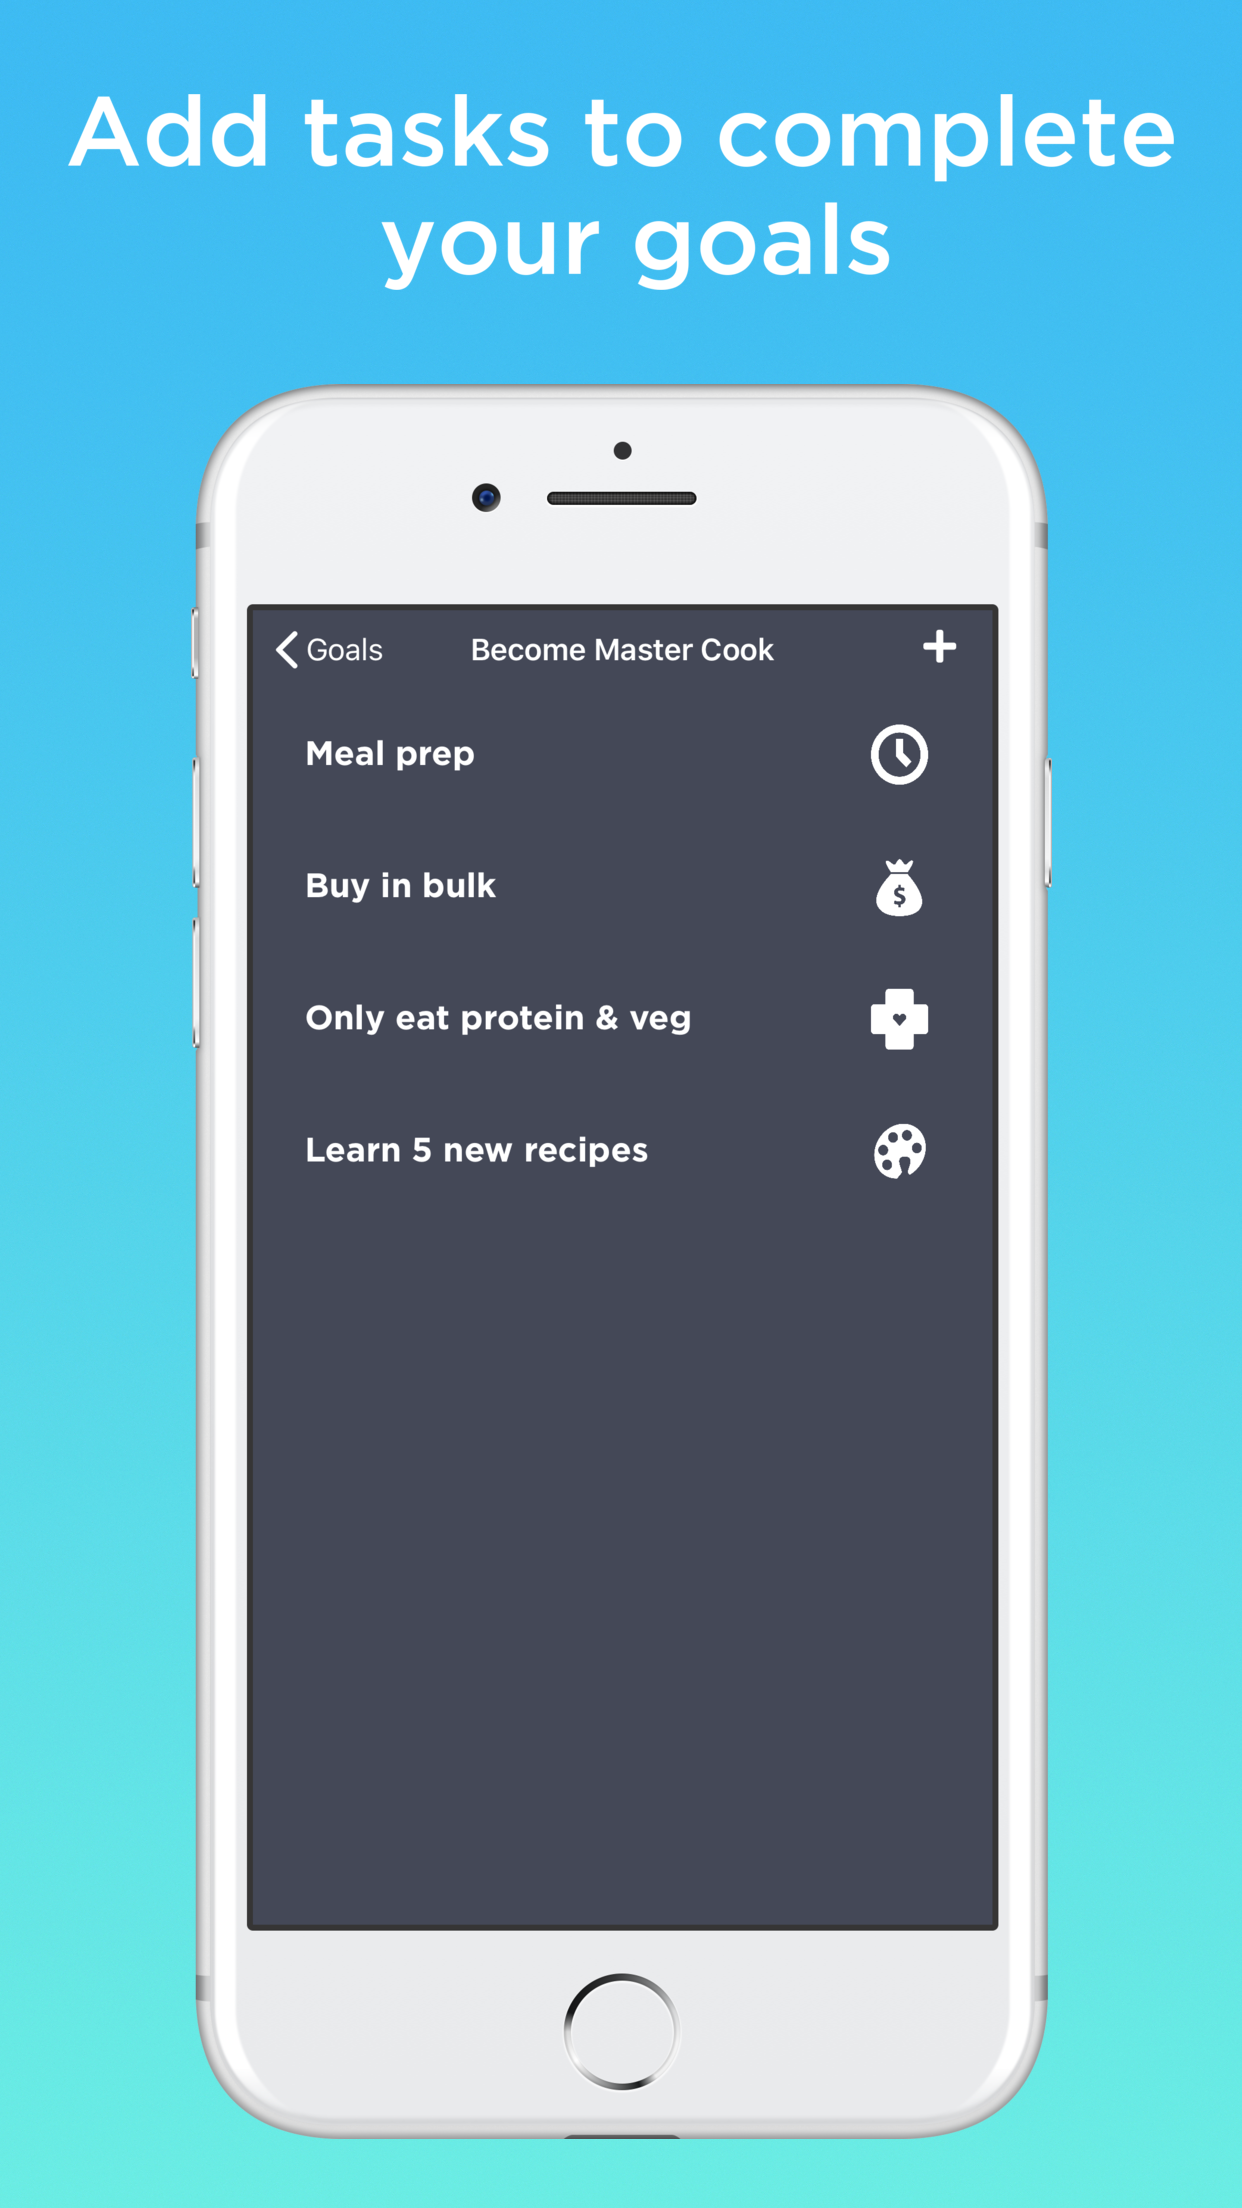 Add tasks to complete
your goals
Goals
Become Master Cook
Meal prep
Buy in bulk
$
Only eat protein & veg
Learn 5 new recipes